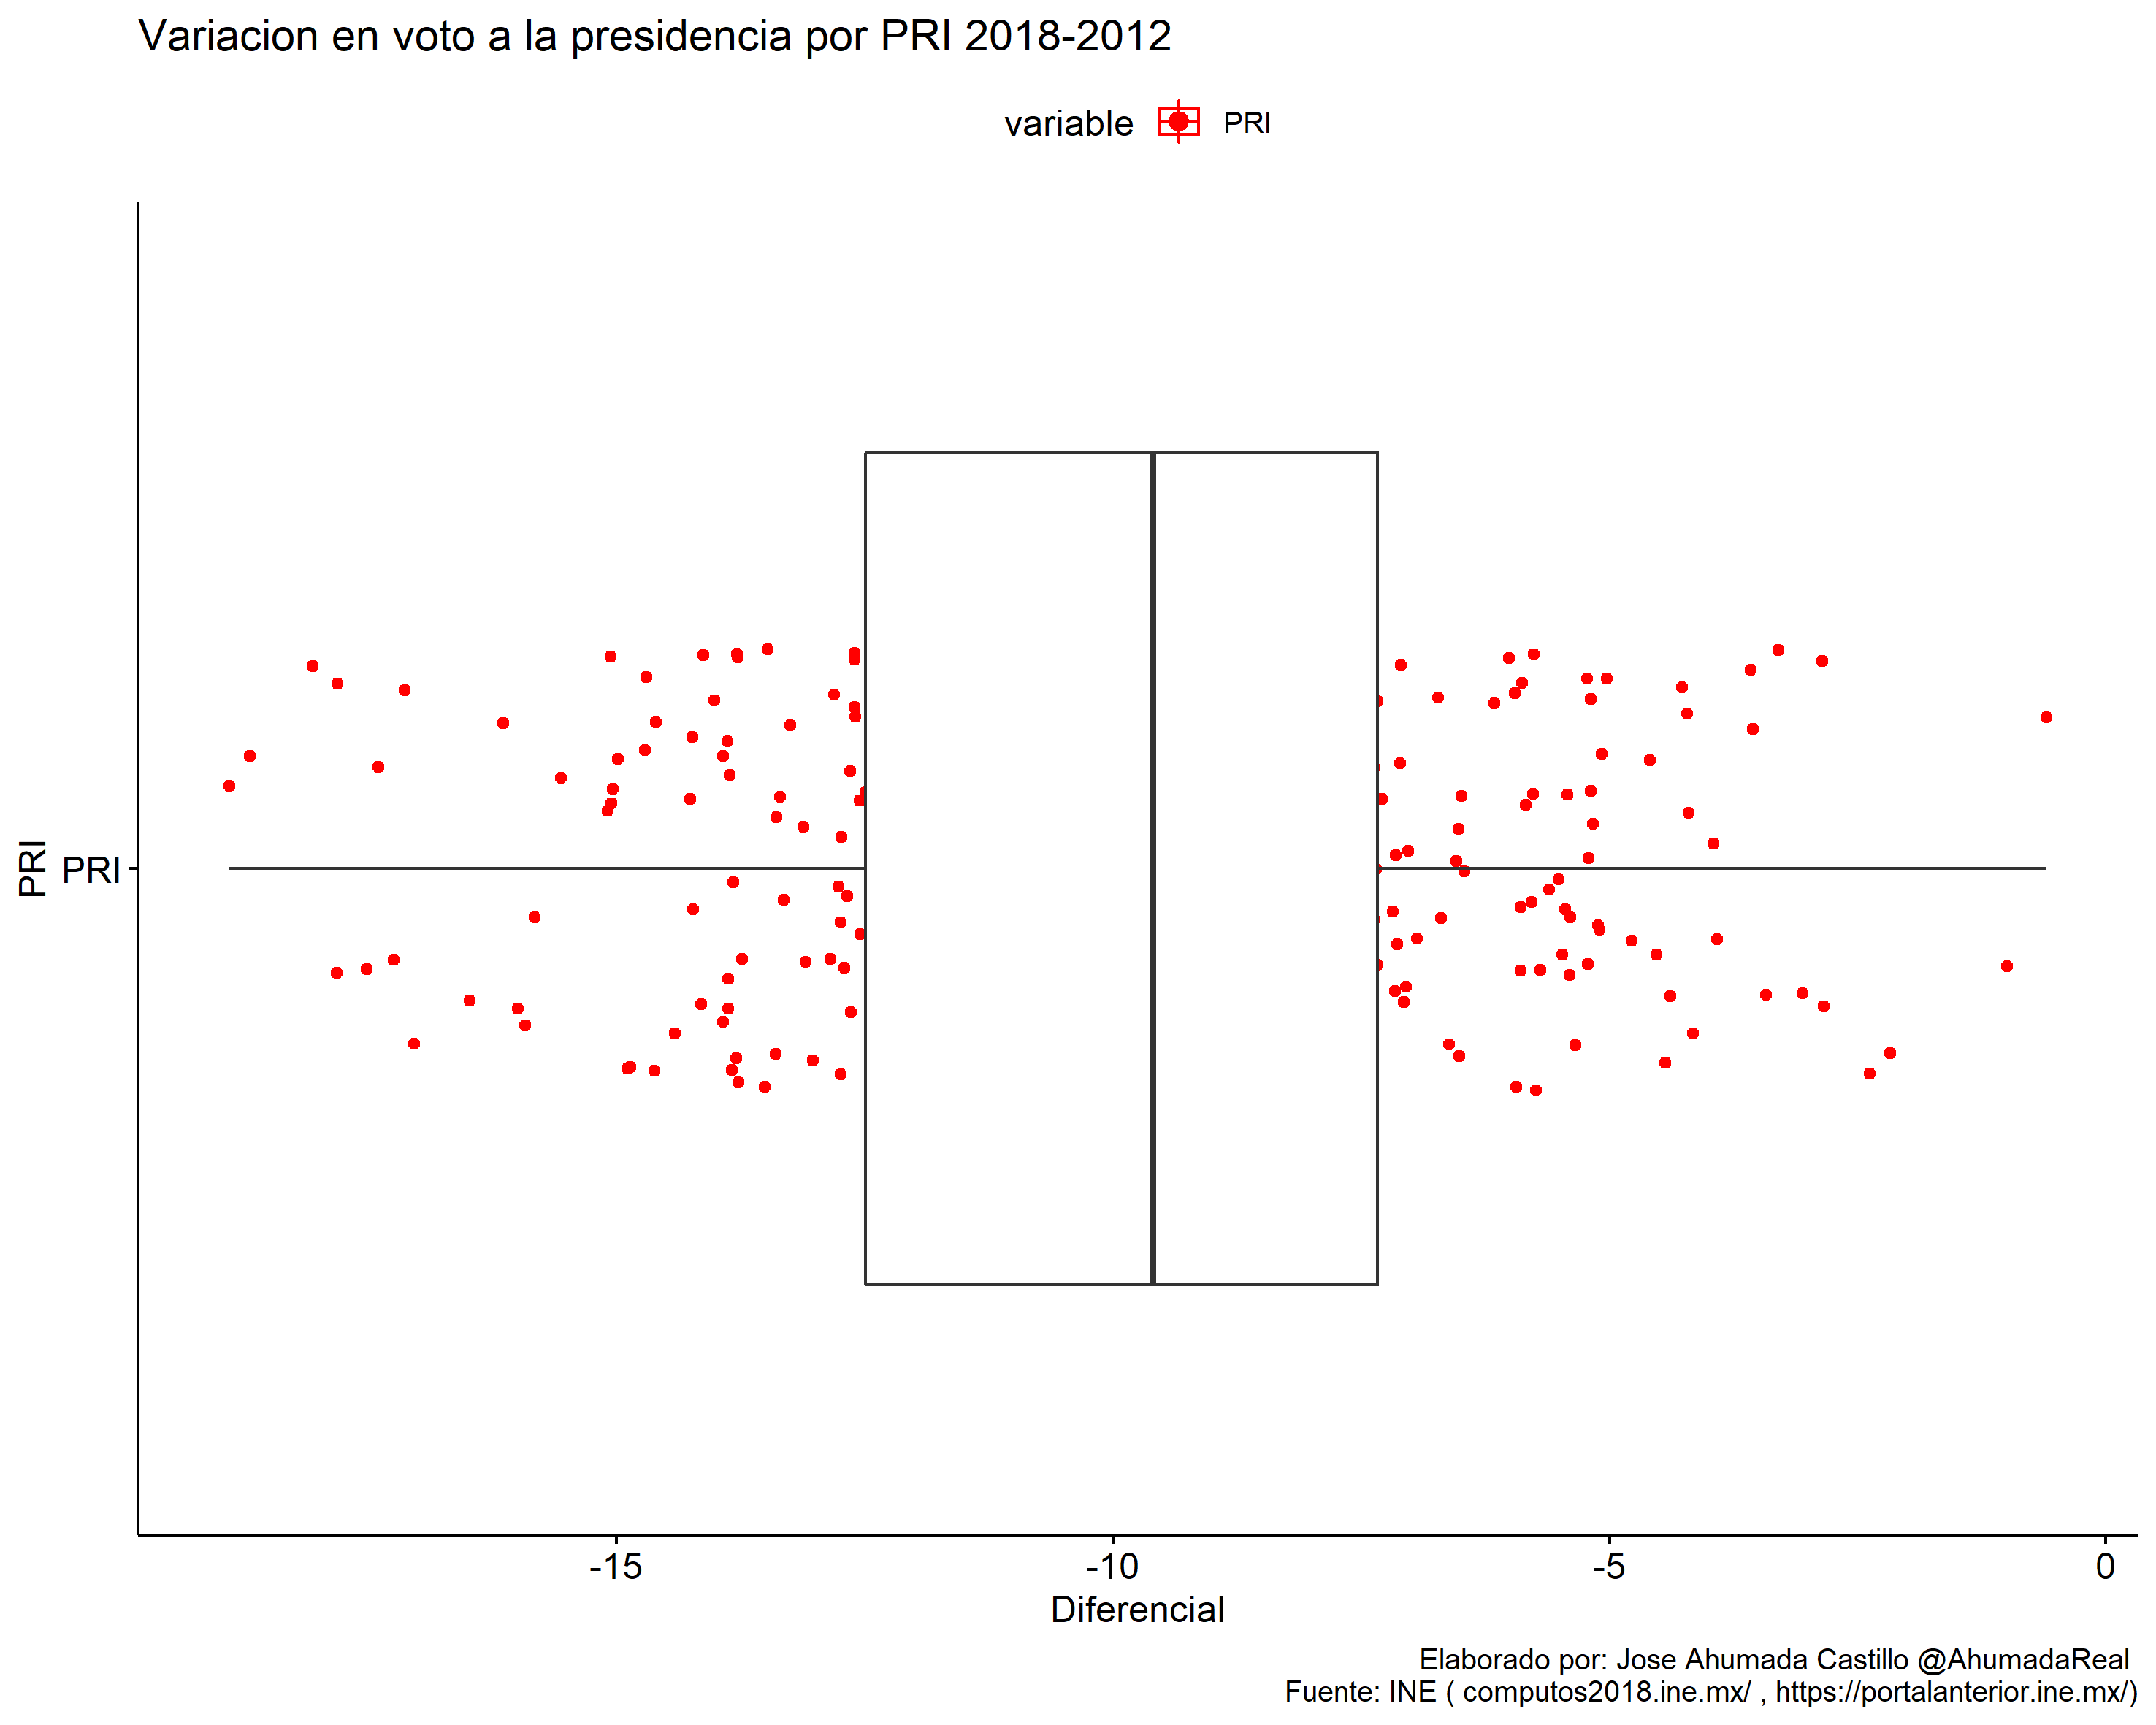 Variacion en voto a la presidencia por PRI 2018-2012
variable PRI
PRI
PRI
-15 -10 -5 0
Diferencial
Elaborado por: Jose Ahumada Castillo @AhumadaReal
Fuente: INE ( computos2018.ine.mx/ , https://portalanterior.ine.mx/)